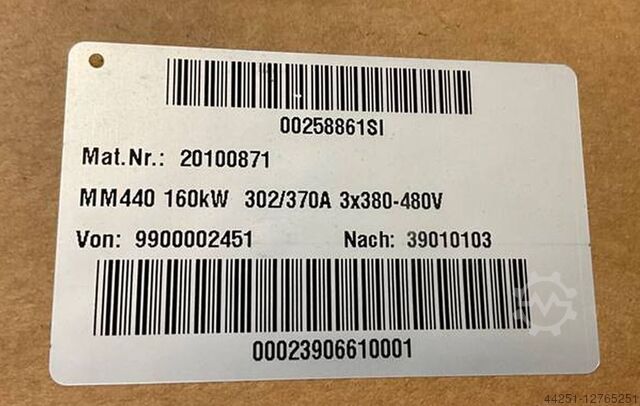 00258861SI
Mat.Nr.: 20100871
MM440 160kW 302/370A 3x380-480V
Von: 9900002451 Nach: 39010103
00023906610001
44251-12765251